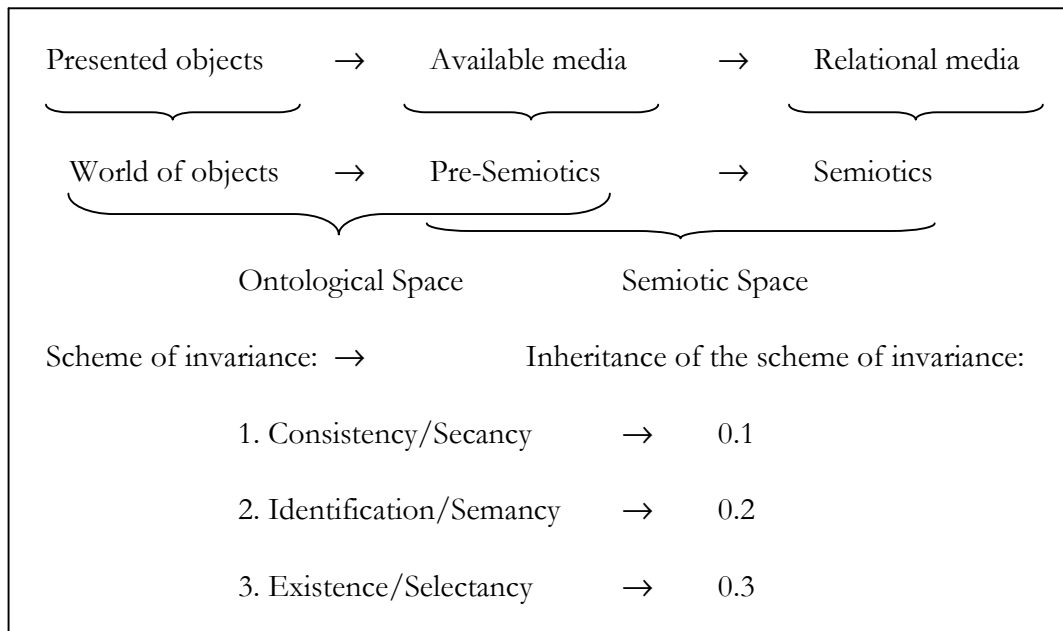 Presented objects → Available media → Relational media
World of objects → Pre-Semiotics → Semiotics
Ontological Space Semiotic Space
Scheme of invariance: → Inheritance of the scheme of invariance:
1. Consistency/Secancy → 0.1
2. Identification/Semancy → 0.2
3. Existence/Selectancy → 0.3